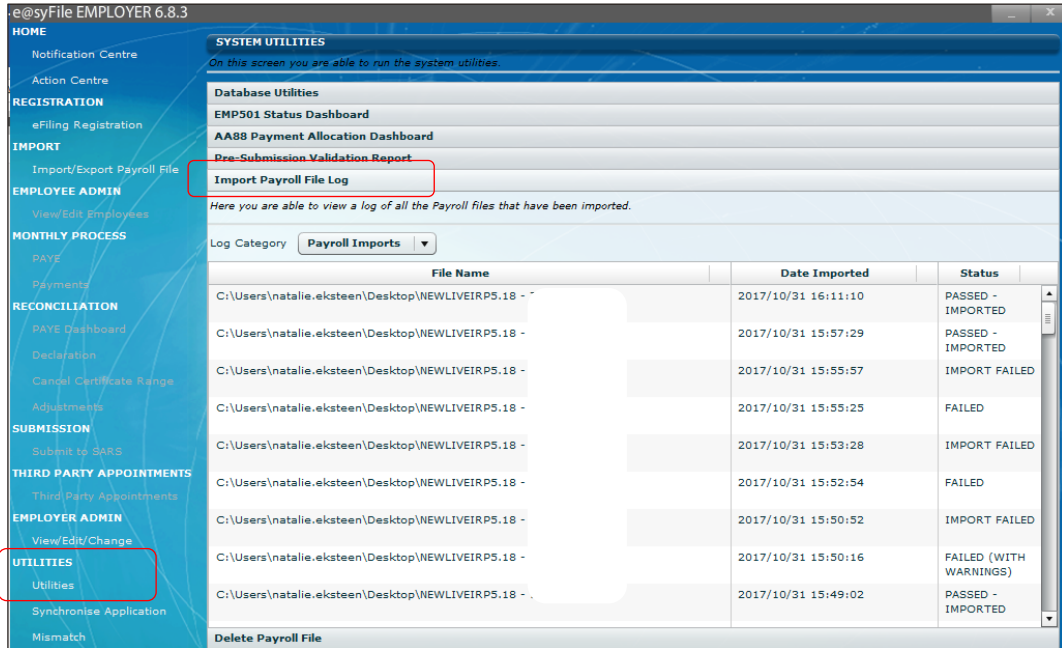 e@syFile EMPLOYER 6.8.3
HOME
Notification Centre
Action Centre
REGISTRATION
eFiling Registration
IMPORT
Import/Export Payroll File
EMPLOYEE ADMIN
View/Edit Employees
MONTHLY PROCESS
PAYE
Payments
RECONCILIATION
PAYE Dashboard
Declaration
Cancel Certificate Range
Adjustments
SUBMISSION
Submit to SARS
THIRD PARTY APPOINTMENTS
Third Party Appointments
EMPLOYER ADMIN
View/Edit/Change
UTILITIES
Utilities
Synchronise Application
Mismatch
SYSTEM UTILITIES
On this screen you are able to run the system utilities.
Database Utilities
EMP501 Status Dashboard
AA88 Payment Allocation Dashboard
Pre-Submission Validation Report
Import Payroll File Log
Here you are able to view a log of all the Payroll files that have been imported.
Log Category Payroll Imports
File Name Date Imported Status
C:\Users\natalie.eksteen\Desktop\NEWLIVEIRP5.18 - 2017/10/31 16:11:10 PASSED -
IMPORTED
C:\Users\natalie.eksteen\Desktop\NEWLIVEIRP5.18 - 2017/10/31 15:57:29 PASSED -
IMPORTED
C:\Users\natalie.eksteen\Desktop\NEWLIVEIRP5.18 - 2017/10/31 15:55:57 IMPORT FAILED
C:\Users\natalie.eksteen\Desktop\NEWLIVEIRP5.18 - 2017/10/31 15:55:25 FAILED
C:\Users\natalie.eksteen\Desktop\NEWLIVEIRP5.18 - 2017/10/31 15:53:28 IMPORT FAILED
C:\Users\natalie.eksteen\Desktop\NEWLIVEIRP5.18 - 2017/10/31 15:52:54 FAILED
C:\Users\natalie.eksteen\Desktop\NEWLIVEIRP5.18 - 2017/10/31 15:50:52 IMPORT FAILED
C:\Users\natalie.eksteen\Desktop\NEWLIVEIRP5.18 - 2017/10/31 15:50:16 FAILED (WITH
WARNINGS)
C:\Users\natalie.eksteen\Desktop\NEWLIVEIRP5.18 - 2017/10/31 15:49:02 PASSED -
IMPORTED
Delete Payroll File